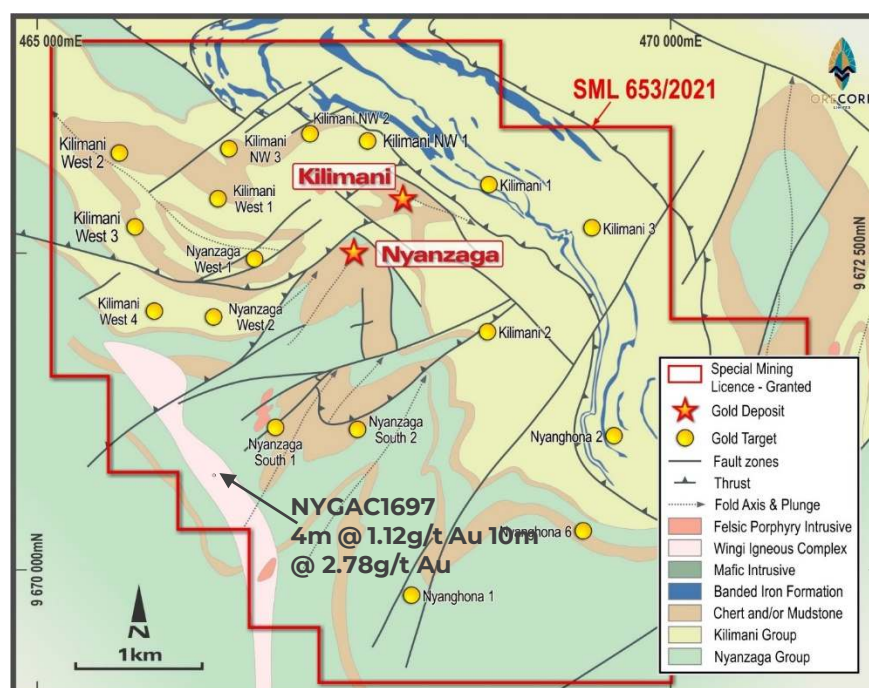 465 000mE
470 000mE
ORECORP
LIMITED
SML 653/2021
Kilimani NW 2
Kilimani NW 1
Kilimani
West 2
Kilimani
NW 3
Kilimani
Kilimani 1
Kilimani
West 1
Kilimani
West 3
Kilimani 3
Nyanzaga
West 1
Nyanzaga
9 672 500mN
Kilimani
West 4
Nyanzaga
West 2
Kilimani 2
Nyanzaga
South 1
Nyanzaga
South 2
Nyanghona 2
NYGAC1697
4m @ 1.12g/t Au 10m
@ 2.78g/t Au
Nyanghona 6
9 670 000mN
Nyanghona 1
N
1km
Special Mining
Licence - Granted
Gold Deposit
Gold Target
Fault zones
Thrust
Fold Axis & Plunge
Felsic Porphyry Intrusive
Wingi Igneous Complex
Mafic Intrusive
Banded Iron Formation
Chert and/or Mudstone
Kilimani Group
Nyanzaga Group